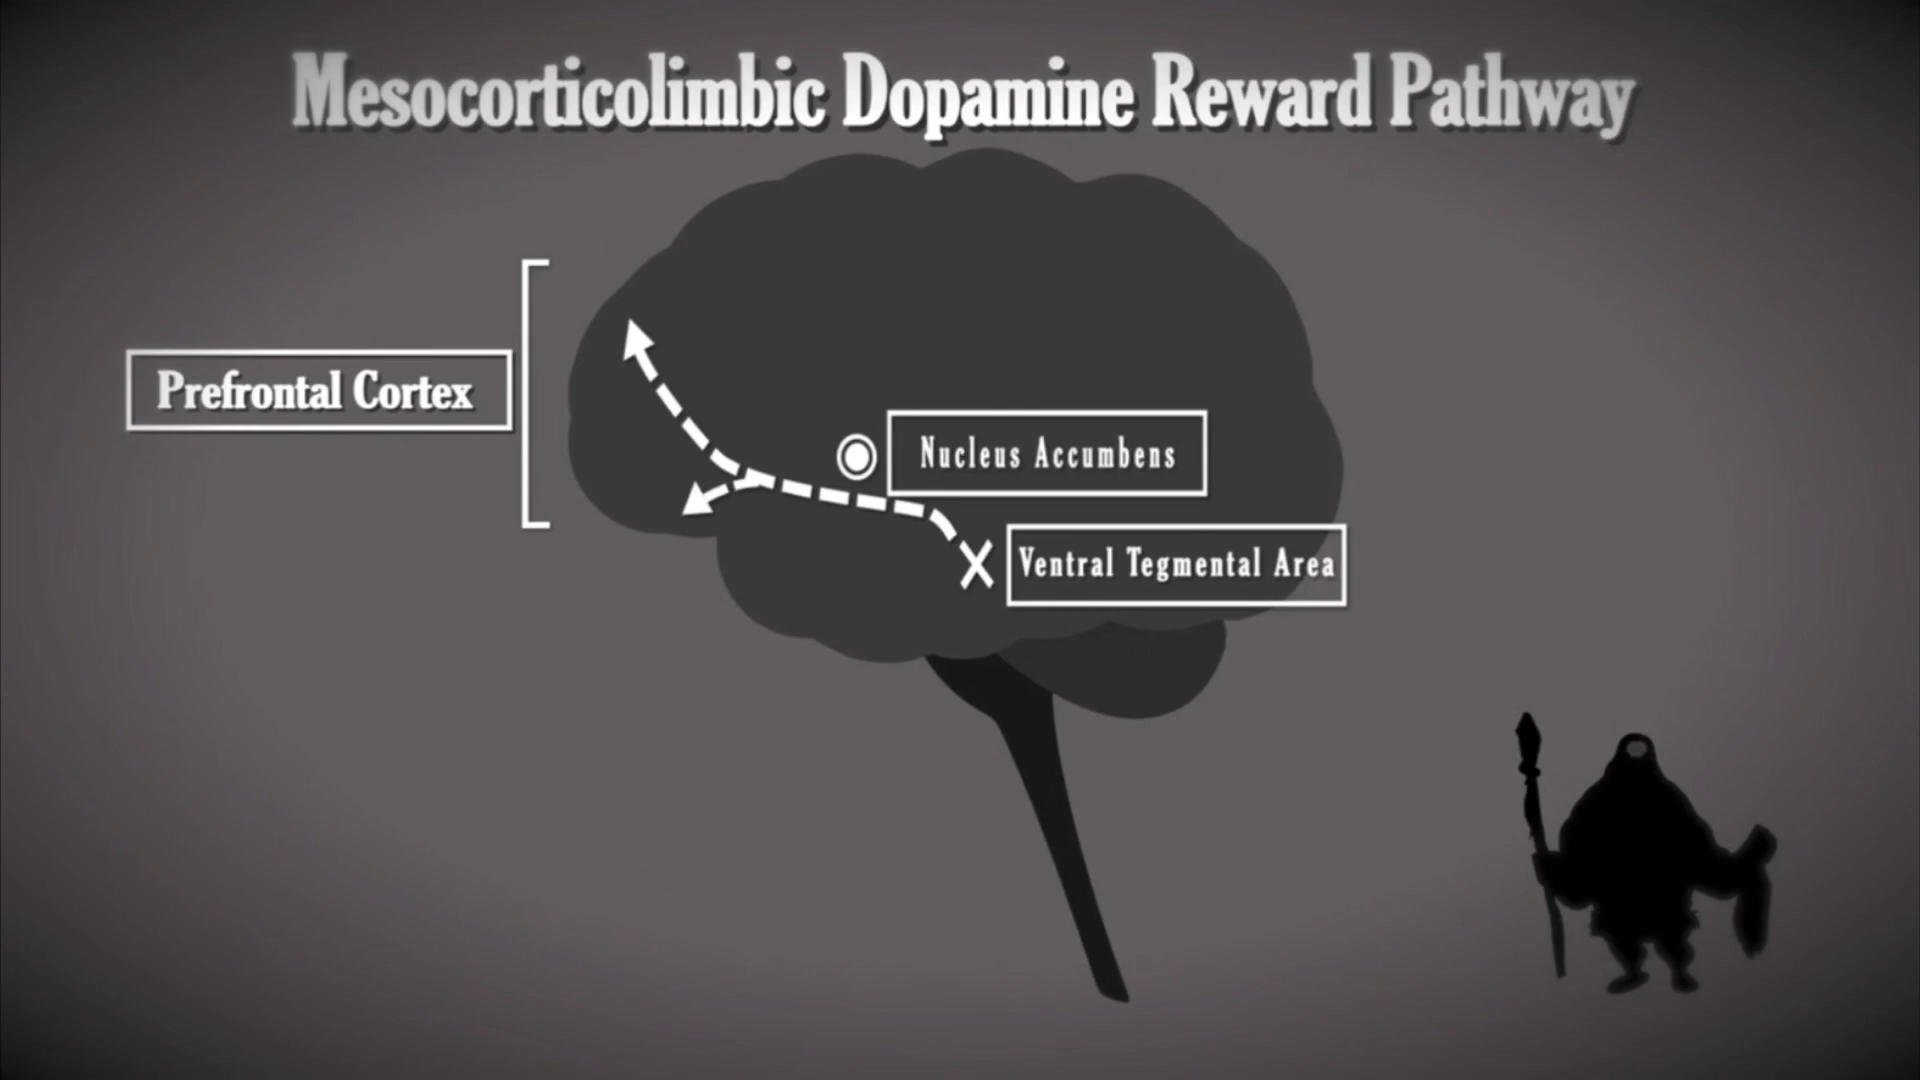 Mesocorticolimbic Dopamine Reward Pathway
Prefrontal Cortex
Nucleus Accumbens
Ventral Tegmental Area